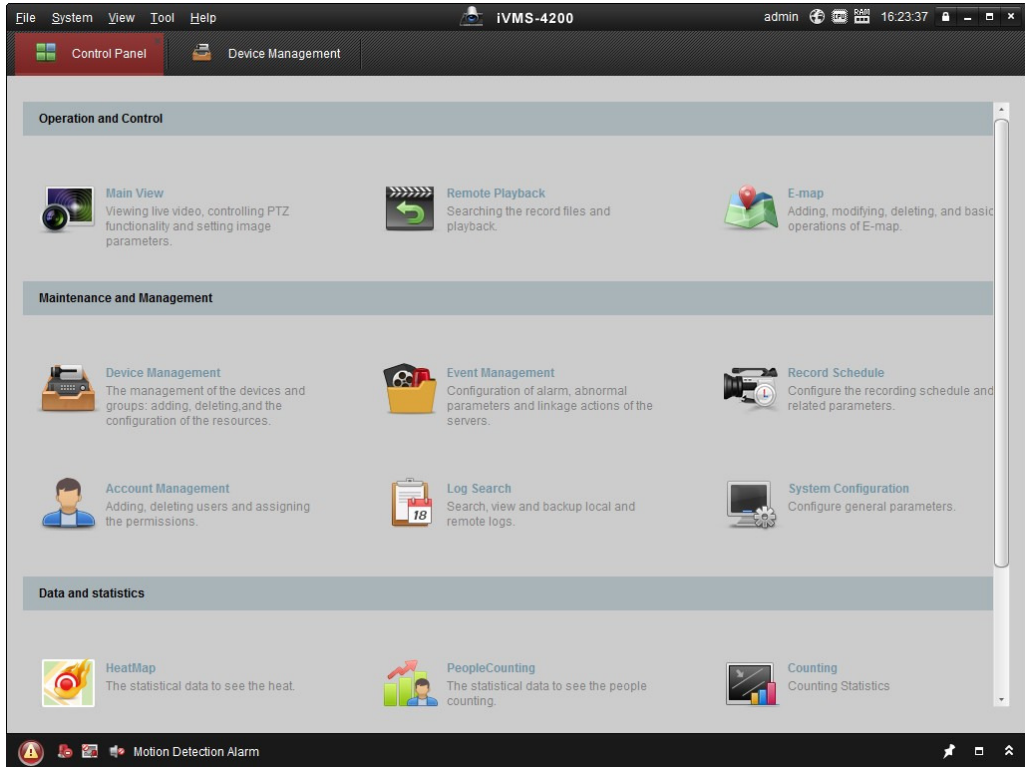 File System View Tool Help iVMS-4200 admin CPU RAM 16:23:37
Control Panel Device Management
Operation and Control
Main View
Viewing live video, controlling PTZ
functionality and setting image
parameters.
Remote Playback
Searching the record files and
playback.
E-map
Adding, modifying, deleting, and basic
operations of E-map.
Maintenance and Management
Device Management
The management of the devices and
groups: adding, deleting,and the
configuration of the resources.
Event Management
Configuration of alarm, abnormal
parameters and linkage actions of the
servers.
Record Schedule
Configure the recording schedule and
related parameters.
Account Management
Adding, deleting users and assigning
the permissions.
18
Log Search
Search, view and backup local and
remote logs.
System Configuration
Configure general parameters.
Data and statistics
HeatMap
The statistical data to see the heat.
PeopleCounting
The statistical data to see the people
counting.
Counting
Counting Statistics
Motion Detection Alarm